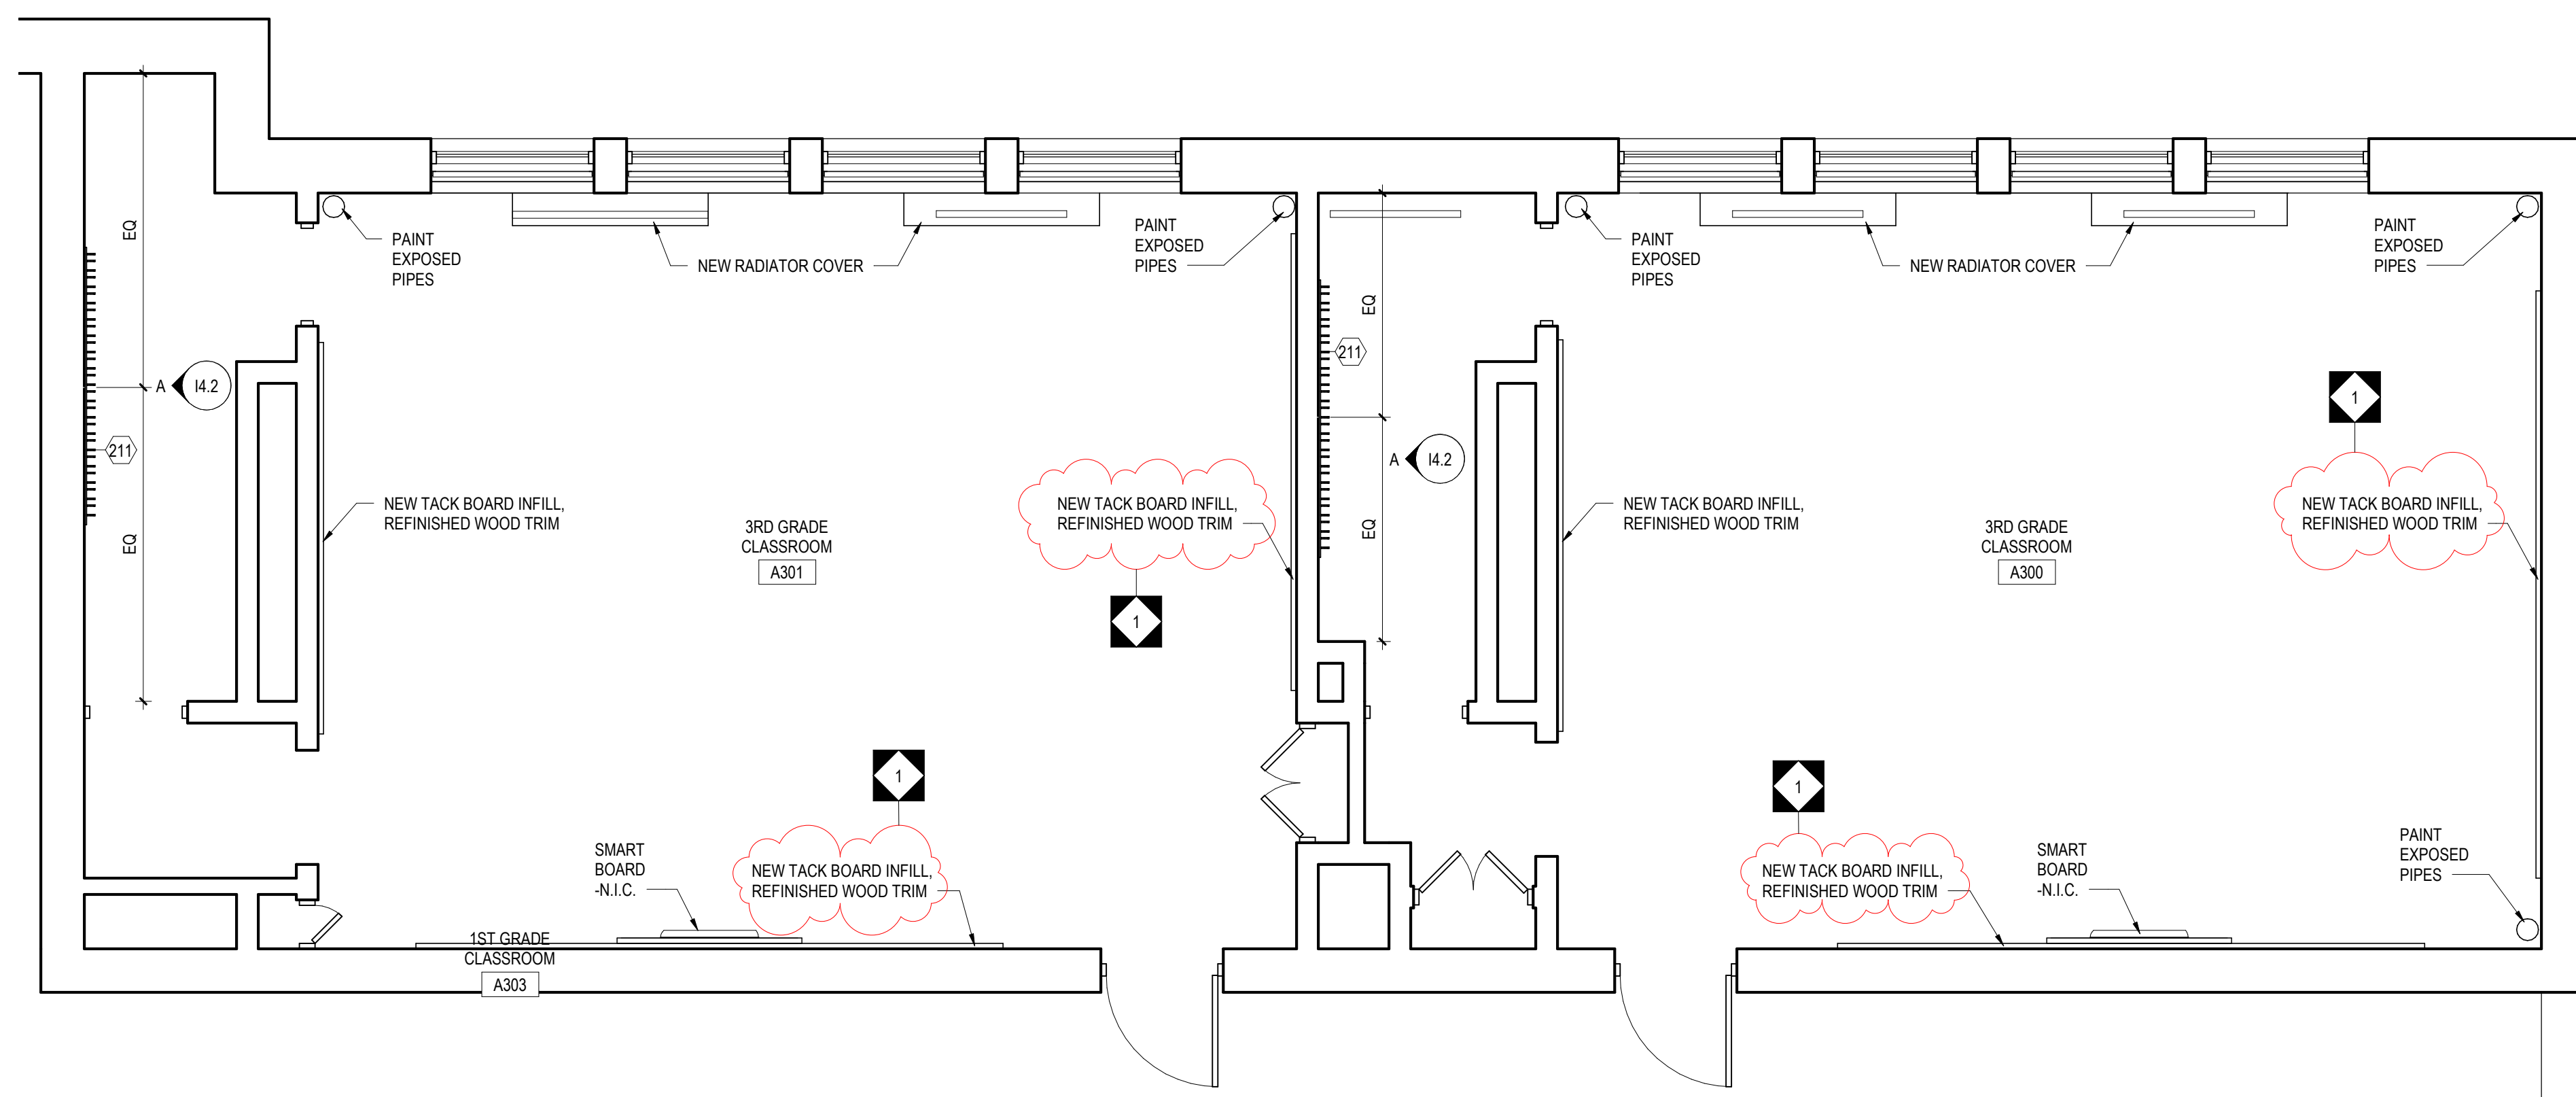 EQ
PAINT
EXPOSED
PIPES
NEW RADIATOR COVER
PAINT
EXPOSED
PIPES
A
I4.2
211
EQ
NEW TACK BOARD INFILL,
REFINISHED WOOD TRIM
3RD GRADE
CLASSROOM
A301
NEW TACK BOARD INFILL,
REFINISHED WOOD TRIM
1
1
SMART
BOARD
-N.I.C.
NEW TACK BOARD INFILL,
REFINISHED WOOD TRIM
1ST GRADE
CLASSROOM
A303
EQ
211
PAINT
EXPOSED
PIPES
NEW RADIATOR COVER
PAINT
EXPOSED
PIPES
A
I4.2
EQ
NEW TACK BOARD INFILL,
REFINISHED WOOD TRIM
3RD GRADE
CLASSROOM
A300
1
NEW TACK BOARD INFILL,
REFINISHED WOOD TRIM
1
NEW TACK BOARD INFILL,
REFINISHED WOOD TRIM
SMART
BOARD
-N.I.C.
PAINT
EXPOSED
PIPES